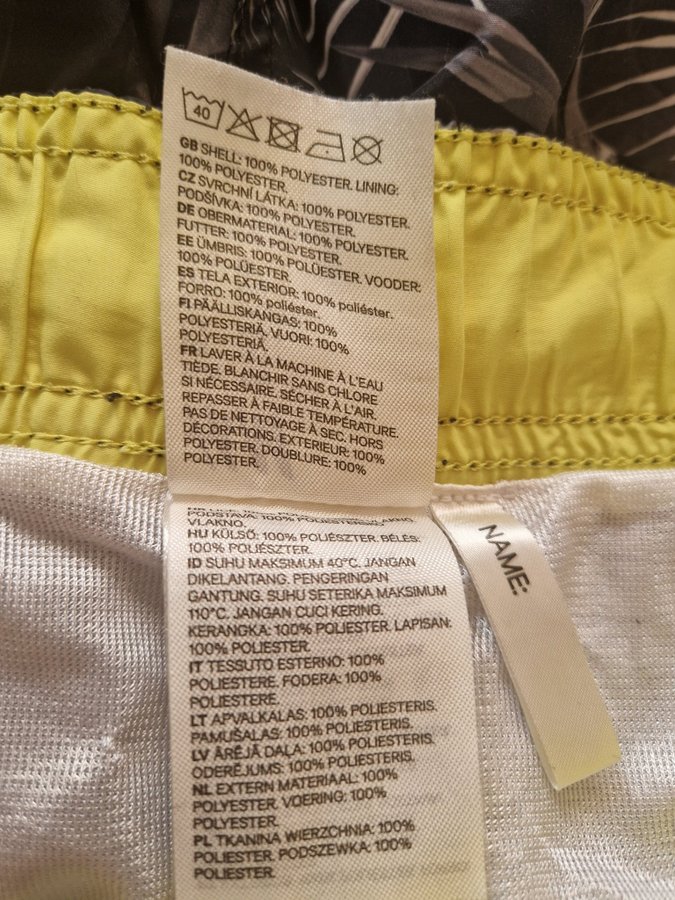 40
GB SHELL: 100% POLYESTER. LINING:
100% POLYESTER.
CZ SVRCHNÍ LÁTKA: 100% POLYESTER.
PODŠÍVKA: 100% POLYESTER.
DE OBERMATERIAL: 100% POLYESTER.
FUTTER: 100% POLYESTER.
EE ÜMBRIS: 100% POLÜESTER. VOODER:
100% POLÜESTER.
ES TELA EXTERIOR: 100% poliéster.
FORRO: 100% poliéster.
FI PÄÄLLISKANGAS: 100%
POLYESTERIÄ. VUORI: 100%
POLYESTERIÄ.
FR LAVER À LA MACHINE À L'EAU
TIÈDE. BLANCHIR SANS CHLORE
SI NÉCESSAIRE. SÉCHER À L'AIR.
REPASSER À FAIBLE TEMPÉRATURE.
PAS DE NETTOYAGE À SEC. HORS
DÉCORATIONS. EXTERIEUR: 100%
POLYESTER. DOUBLURE: 100%
POLYESTER.
PODSTAVA: 100% POLIESTERSKO
VLAKNO.
HU KÜLSŐ: 100% POLIÉSZTER. BÉLÉS:
100% POLIÉSZTER.
ID SUHU MAKSIMUM 40°C. JANGAN
DIKELANTANG. PENGERINGAN
GANTUNG. SUHU SETERIKA MAKSIMUM
110°C. JANGAN CUCI KERING.
KERANGKA: 100% POLIESTER. LAPISAN:
100% POLIESTER.
IT TESSUTO ESTERNO: 100%
POLIESTERE. FODERA: 100%
POLIESTERE.
LT APVALKALAS: 100% POLIESTERIS.
PAMUŠALAS: 100% POLIESTERIS.
LV ĀRĒJĀ DAĻA: 100% POLIESTERIS.
ODERĒJUMS: 100% POLIESTERIS.
NL EXTERN MATERIAAL: 100%
POLYESTER. VOERING: 100%
POLYESTER.
PL TKANINA WIERZCHNIA: 100%
POLIESTER. PODSZEWKA: 100%
POLIESTER.
NAME: